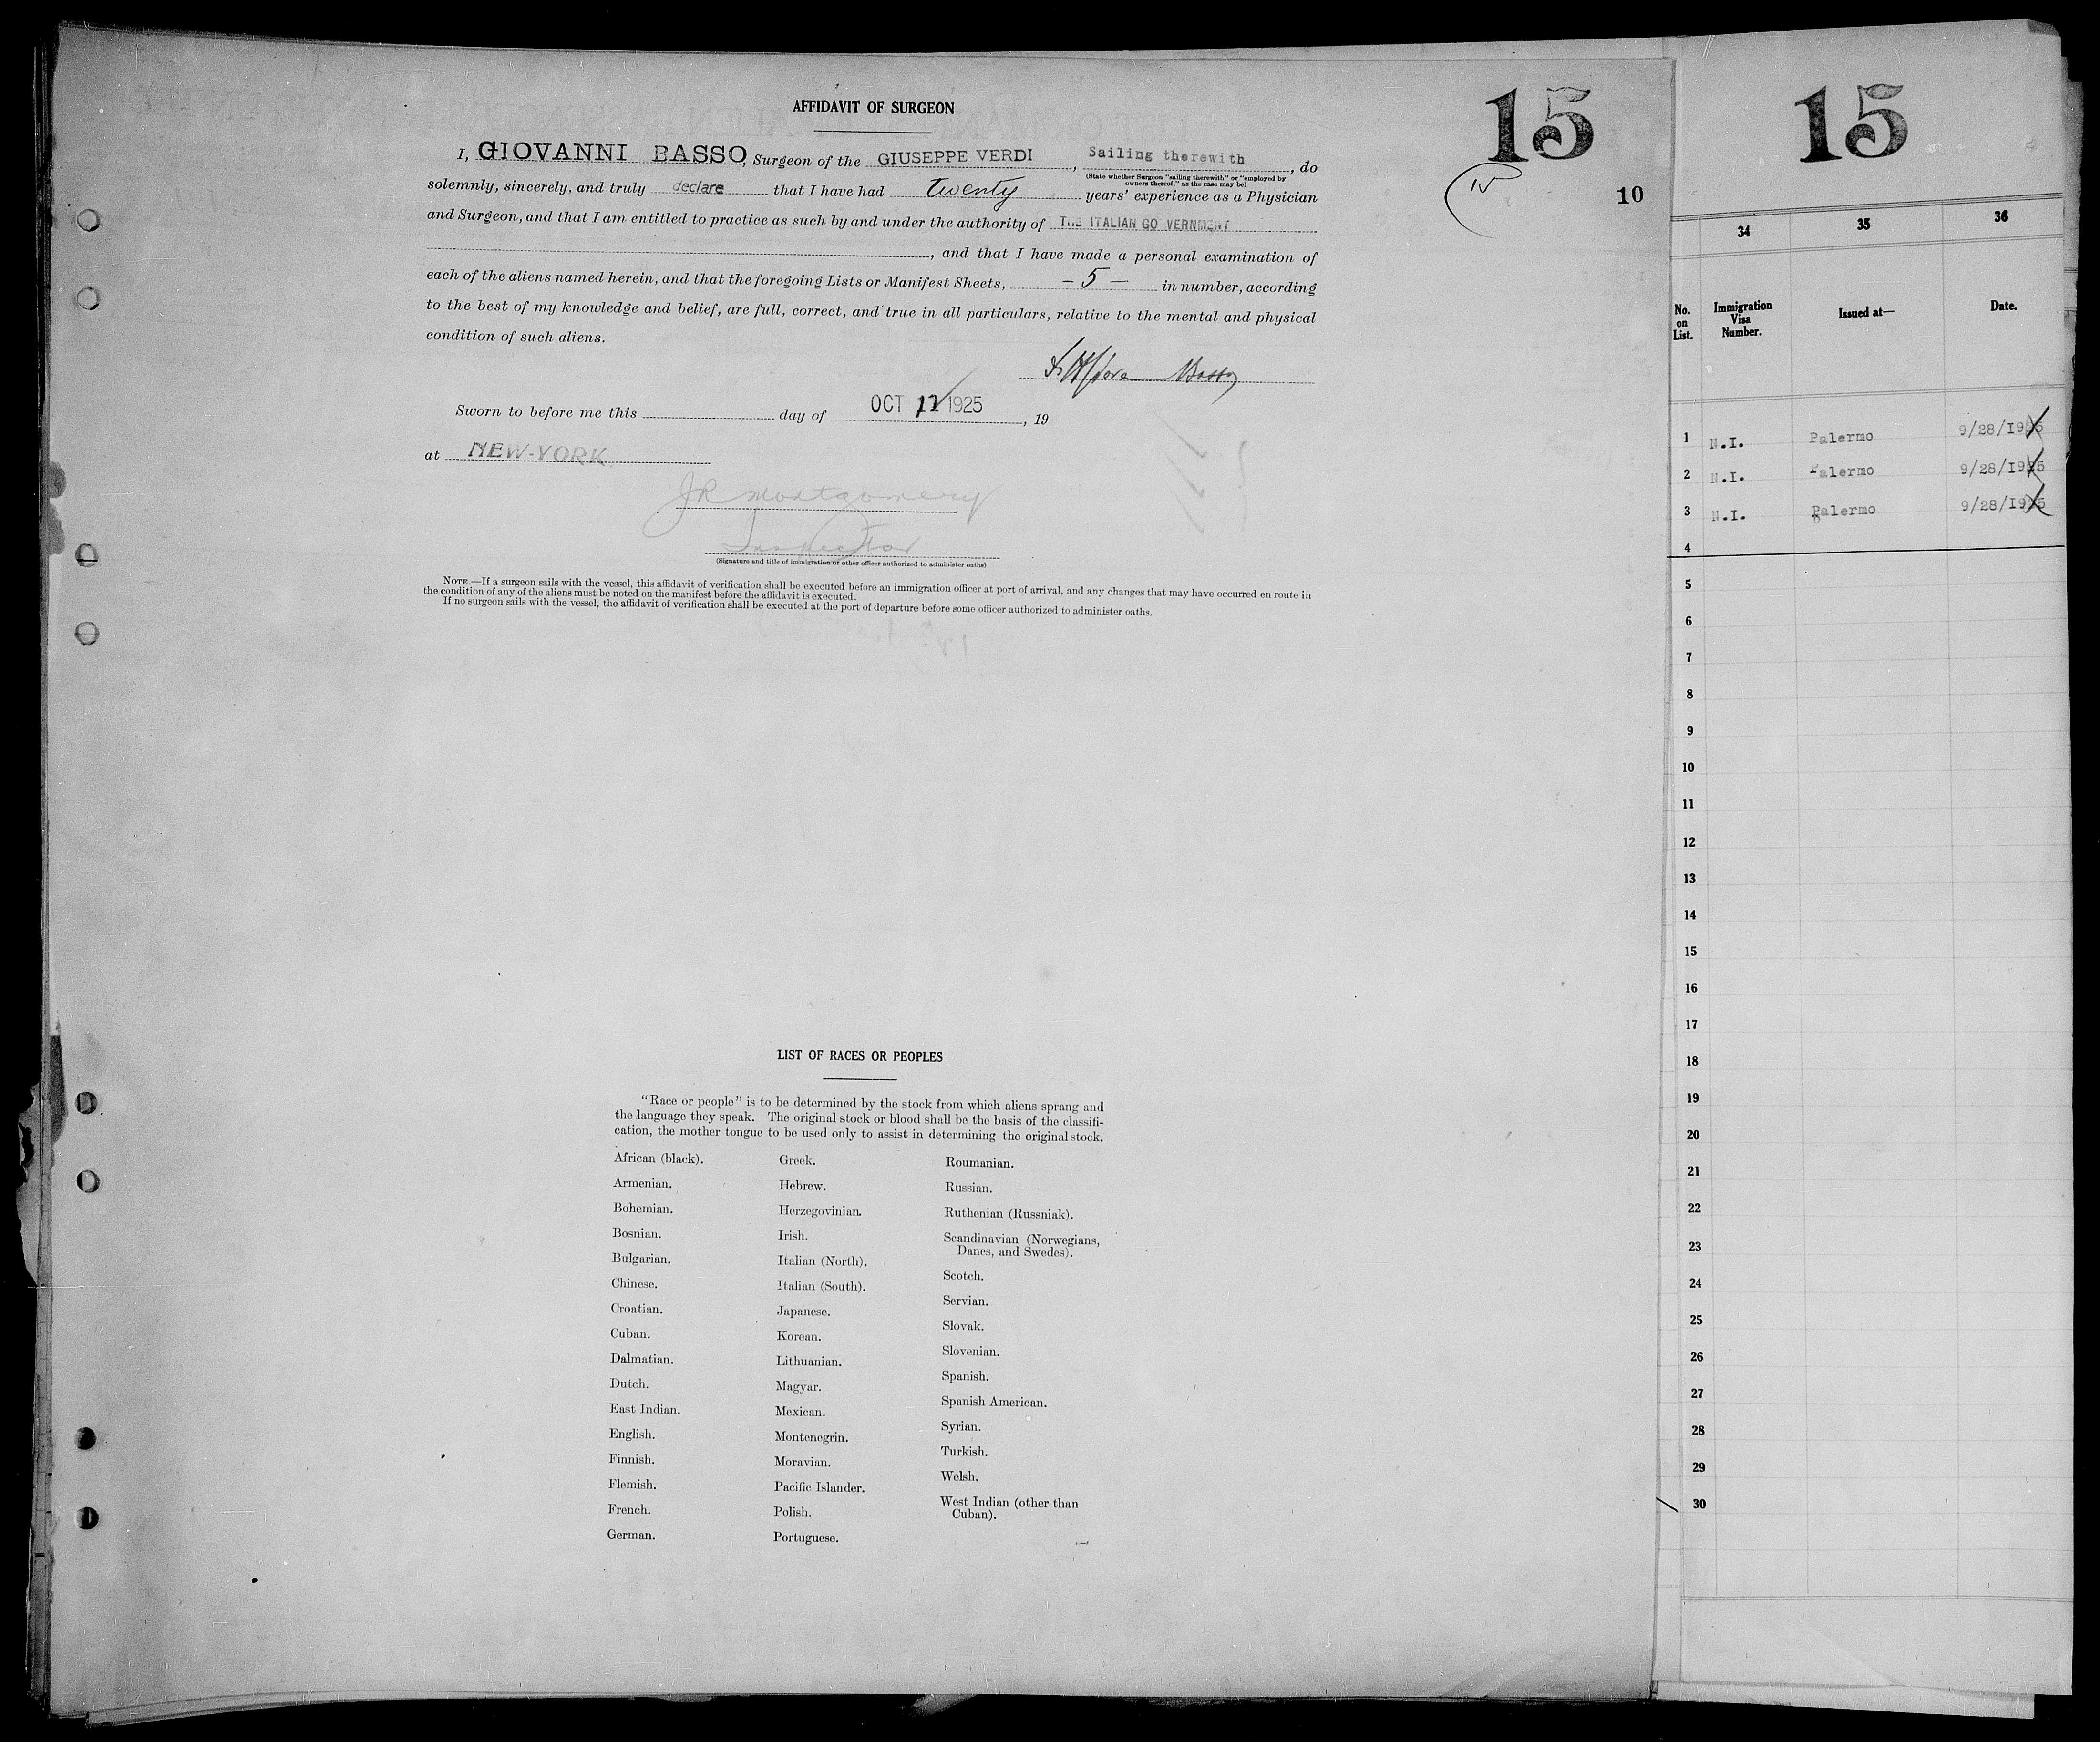 AFFIDAVIT OF SURGEON
15
I, GIOVANNI BASSO, Surgeon of the GIUSEPPE VERDI, Sailing therewith, do
(State whether Surgeon "sailing therewith" or "employed by
owners thereof," as the case may be)
solemnly, sincerely, and truly declare that I have had twenty years' experience as a Physician
10
and Surgeon, and that I am entitled to practice as such by and under the authority of THE ITALIAN GO VERNMENT
, and that I have made a personal examination of
each of the aliens named herein, and that the foregoing Lists or Manifest Sheets, – 5 – in number, according
to the best of my knowledge and belief, are full, correct, and true in all particulars, relative to the mental and physical
condition of such aliens.
Basso
Sworn to before me this day of OCT 1925, 19
at NEW-YORK
JR Montgomery
Inspector
(Signature and title of immigration or other officer authorized to administer oaths)
NOTE.—If a surgeon sails with the vessel, this affidavit of verification shall be executed before an immigration officer at port of arrival, and any changes that may have occurred en route in
the condition of any of the aliens must be noted on the manifest before the affidavit is executed.
If no surgeon sails with the vessel, the affidavit of verification shall be executed at the port of departure before some officer authorized to administer oaths.
LIST OF RACES OR PEOPLES
"Race or people" is to be determined by the stock from which aliens sprang and
the language they speak. The original stock or blood shall be the basis of the classifi-
cation, the mother tongue to be used only to assist in determining the original stock.
African (black).
Armenian.
Bohemian.
Bosnian.
Bulgarian.
Chinese.
Croatian.
Cuban.
Dalmatian.
Dutch.
East Indian.
English.
Finnish.
Flemish.
French.
German.
Greek.
Hebrew.
Herzegovinian.
Irish.
Italian (North).
Italian (South).
Japanese.
Korean.
Lithuanian.
Magyar.
Mexican.
Montenegrin.
Moravian.
Pacific Islander.
Polish.
Portuguese.
Roumanian.
Russian.
Ruthenian (Russniak).
Scandinavian (Norwegians,
Danes, and Swedes).
Scotch.
Servian.
Slovak.
Slovenian.
Spanish.
Spanish American.
Syrian.
Turkish.
Welsh.
West Indian (other than
Cuban).
15
34 35 36
No. on List. Immigration Visa Number. Issued at— Date.
1 N.I. Palermo 9/28/1925
2 N.I. Palermo 9/28/1925
3 N.I. Palermo 9/28/1925
4
5
6
7
8
9
10
11
12
13
14
15
16
17
18
19
20
21
22
23
24
25
26
27
28
29
30